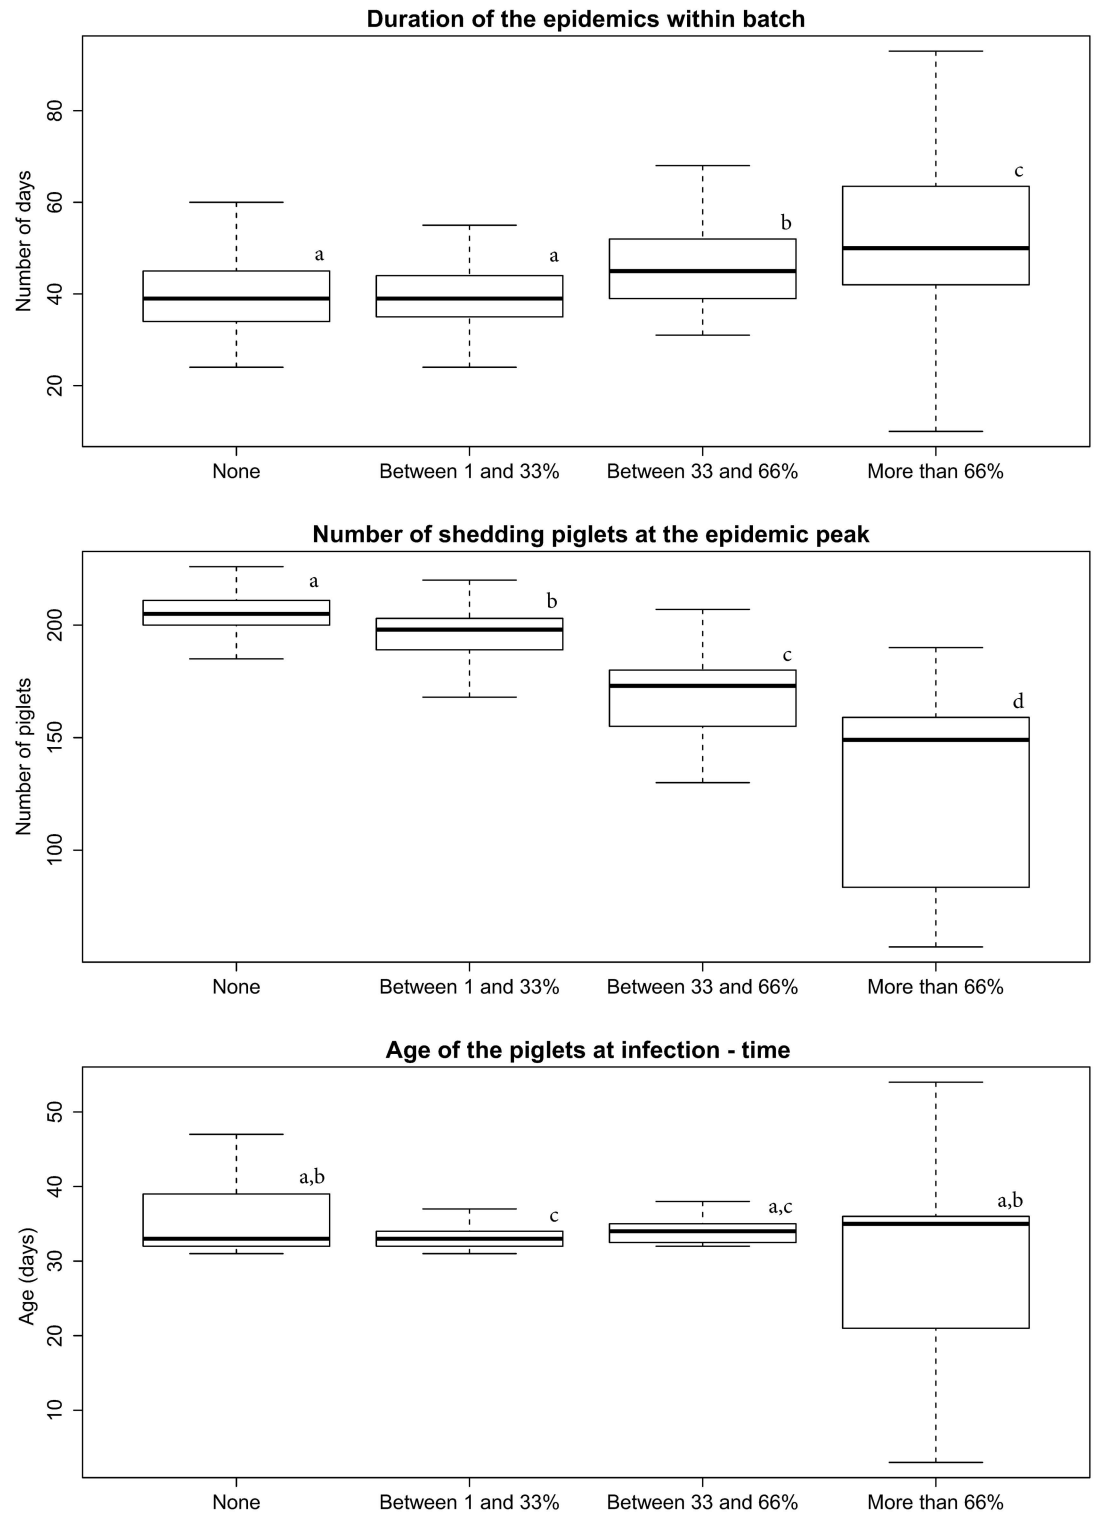 Duration of the epidemics within batch
Number of days
80
60
40
20
a
a
b
c
None
Between 1 and 33%
Between 33 and 66%
More than 66%
Number of shedding piglets at the epidemic peak
Number of piglets
200
150
100
a
b
c
d
None
Between 1 and 33%
Between 33 and 66%
More than 66%
Age of the piglets at infection - time
Age (days)
50
40
30
20
10
a,b
c
a,c
a,b
None
Between 1 and 33%
Between 33 and 66%
More than 66%